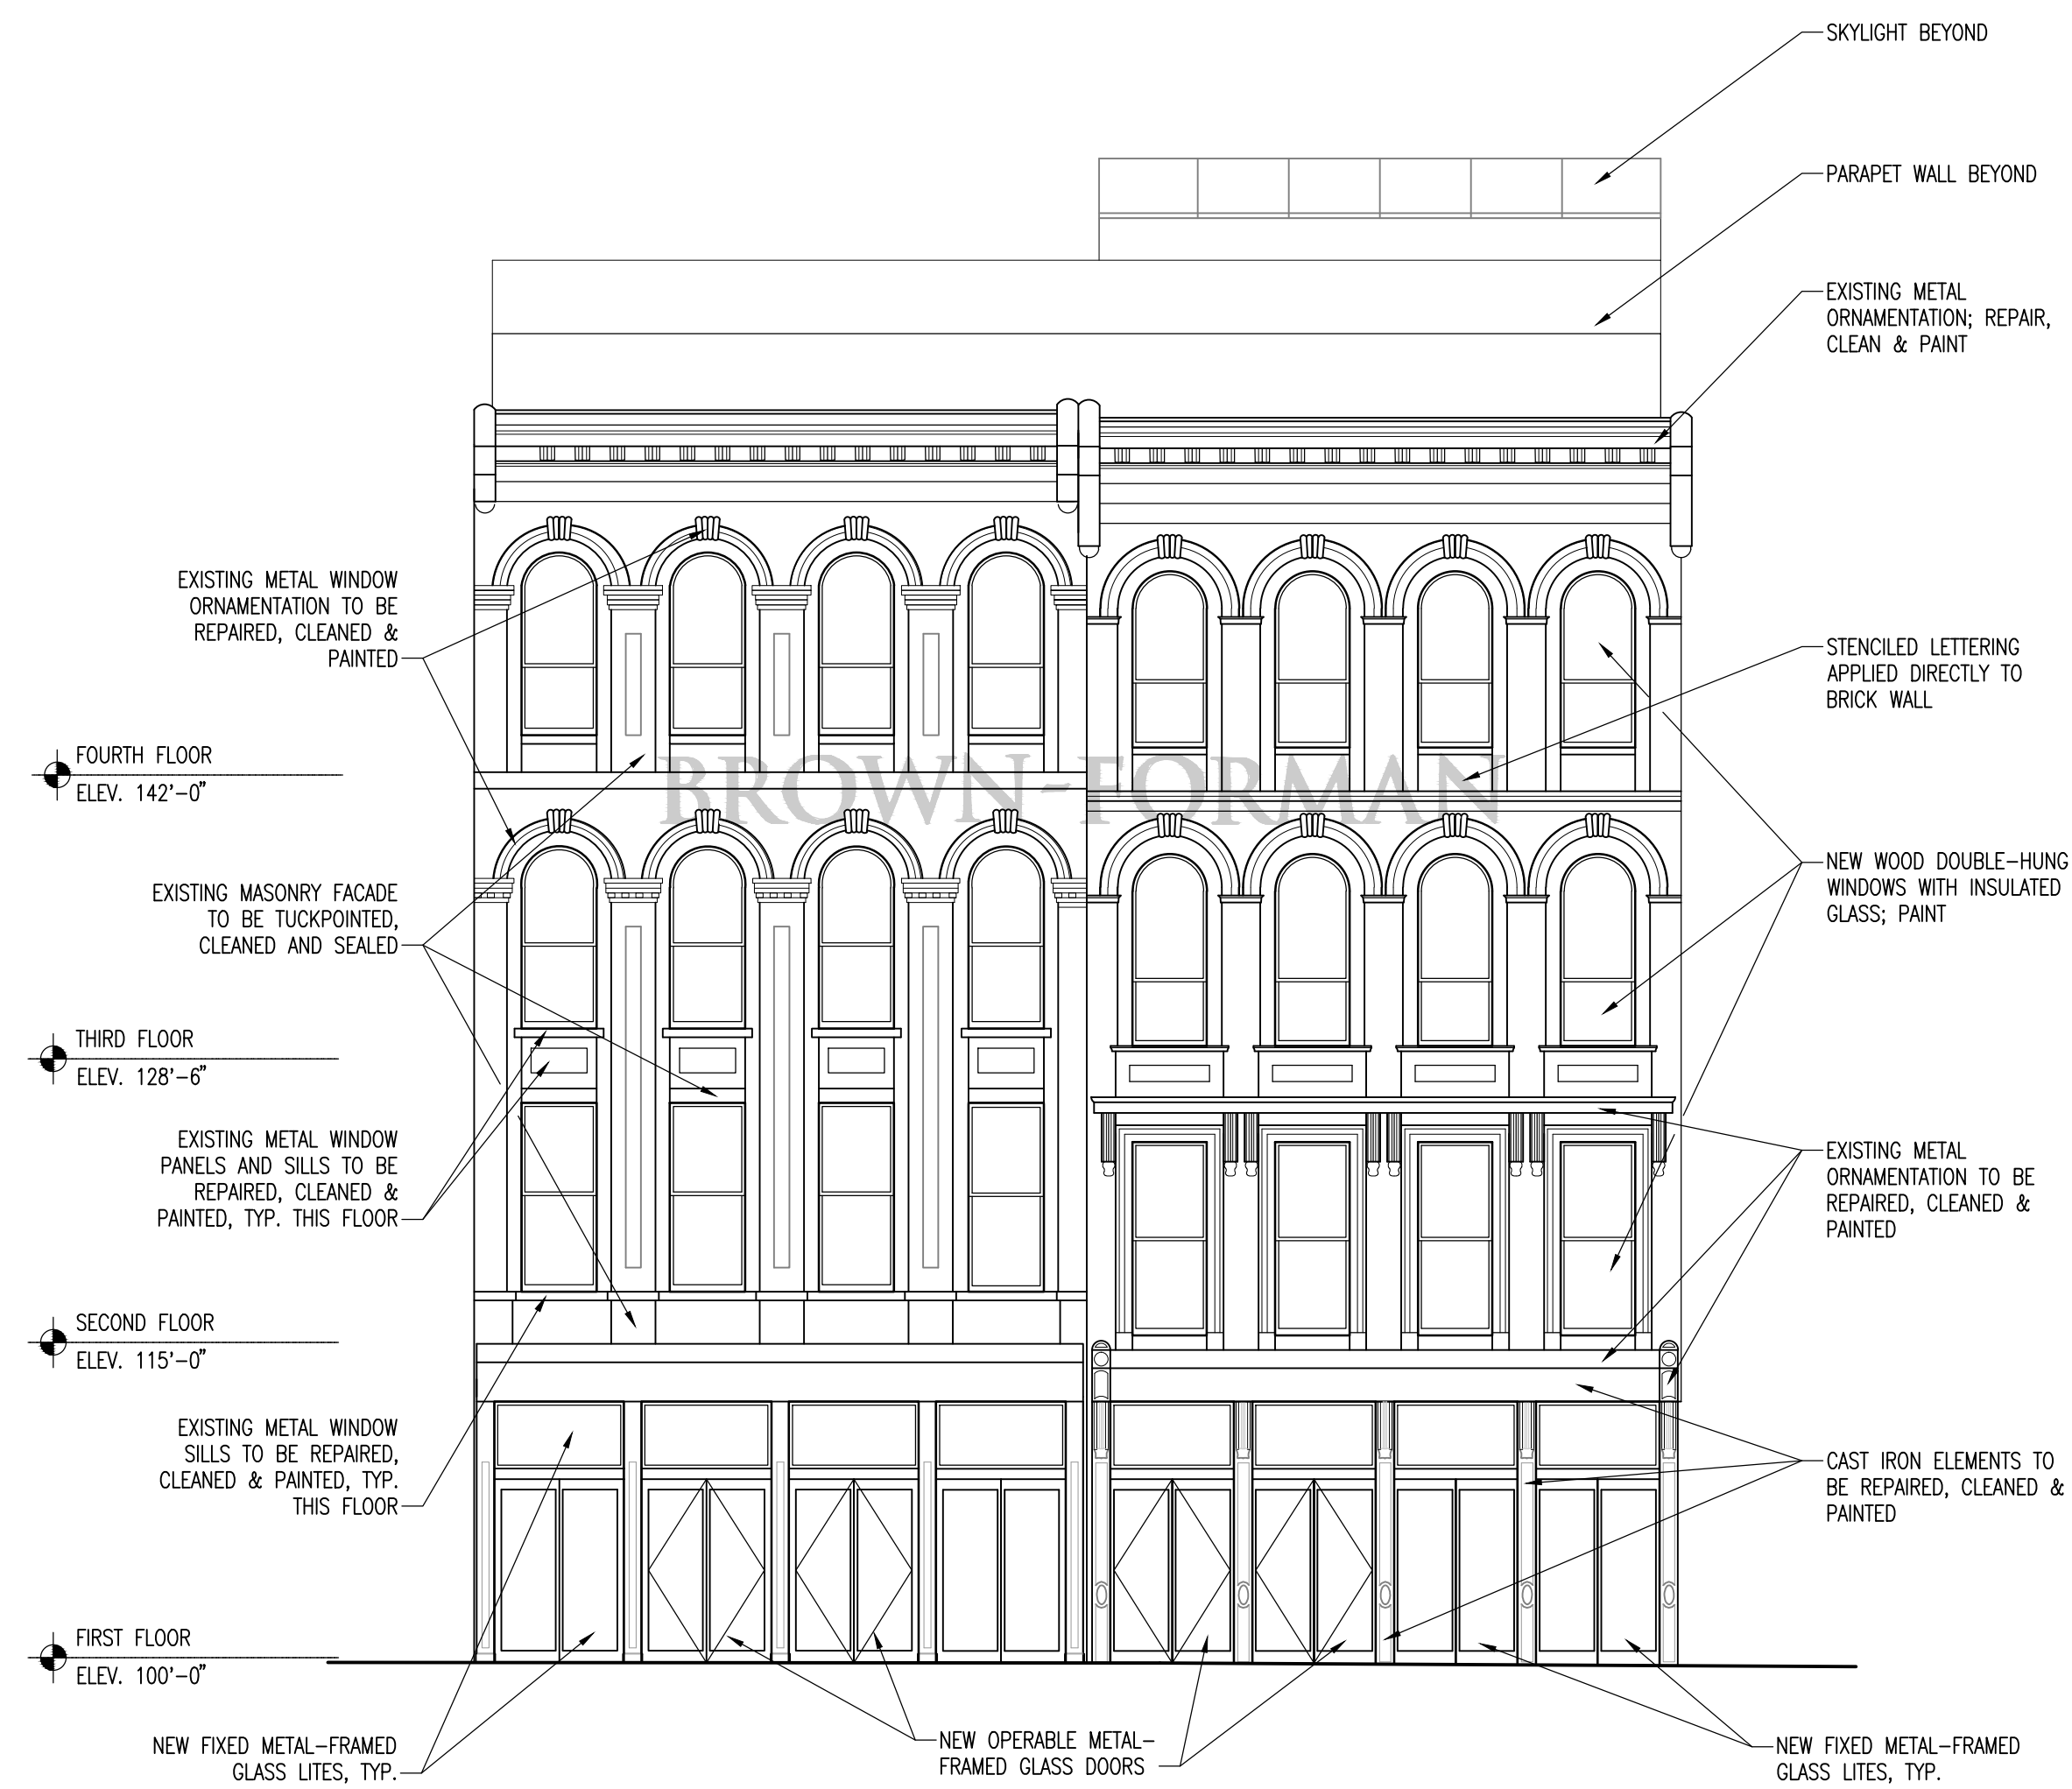 SKYLIGHT BEYOND
PARAPET WALL BEYOND
EXISTING METAL
ORNAMENTATION; REPAIR,
CLEAN & PAINT
EXISTING METAL WINDOW
ORNAMENTATION TO BE
REPAIRED, CLEANED &
PAINTED
STENCILED LETTERING
APPLIED DIRECTLY TO
BRICK WALL
FOURTH FLOOR
ELEV. 142'-0"
BROWN-FORMAN
EXISTING MASONRY FACADE
TO BE TUCKPOINTED,
CLEANED AND SEALED
NEW WOOD DOUBLE-HUNG
WINDOWS WITH INSULATED
GLASS; PAINT
THIRD FLOOR
ELEV. 128'-6"
EXISTING METAL WINDOW
PANELS AND SILLS TO BE
REPAIRED, CLEANED &
PAINTED, TYP. THIS FLOOR
EXISTING METAL
ORNAMENTATION TO BE
REPAIRED, CLEANED &
PAINTED
SECOND FLOOR
ELEV. 115'-0"
EXISTING METAL WINDOW
SILLS TO BE REPAIRED,
CLEANED & PAINTED, TYP.
THIS FLOOR
CAST IRON ELEMENTS TO
BE REPAIRED, CLEANED &
PAINTED
FIRST FLOOR
ELEV. 100'-0"
NEW FIXED METAL-FRAMED
GLASS LITES, TYP.
NEW OPERABLE METAL-
FRAMED GLASS DOORS
NEW FIXED METAL-FRAMED
GLASS LITES, TYP.